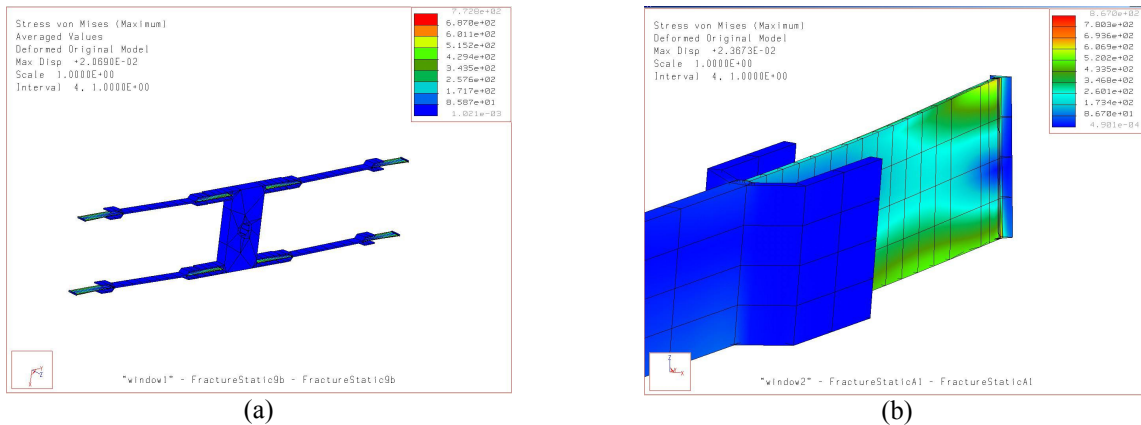 Stress von Mises (Maximum)
Averaged Values
Deformed Original Model
Max Disp +2.0690E-02
Scale 1.0000E+00
Interval 4, 1.0000E+00
7.728e+02
6.870e+02
6.011e+02
5.152e+02
4.294e+02
3.435e+02
2.576e+02
1.717e+02
8.587e+01
1.021e-03
"window1" - FractureStatic9b - FractureStatic9b
(a)
Stress von Mises (Maximum)
Deformed Original Model
Max Disp +2.3673E-02
Scale 1.0000E+00
Interval 4, 1.0000E+00
8.670e+02
7.803e+02
6.936e+02
6.069e+02
5.202e+02
4.335e+02
3.468e+02
2.601e+02
1.734e+02
8.670e+01
4.981e-04
Z
X
"window2" - FractureStaticA1 - FractureStaticA1
(b)